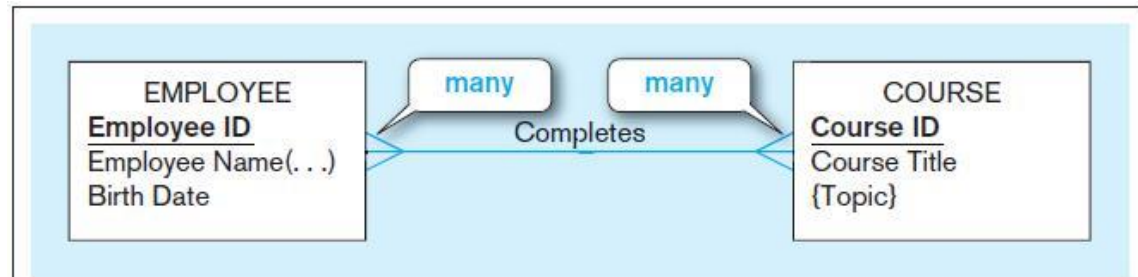 EMPLOYEE
Employee ID
Employee Name(. . .)
Birth Date
many
many
Completes
COURSE
Course ID
Course Title
{Topic}